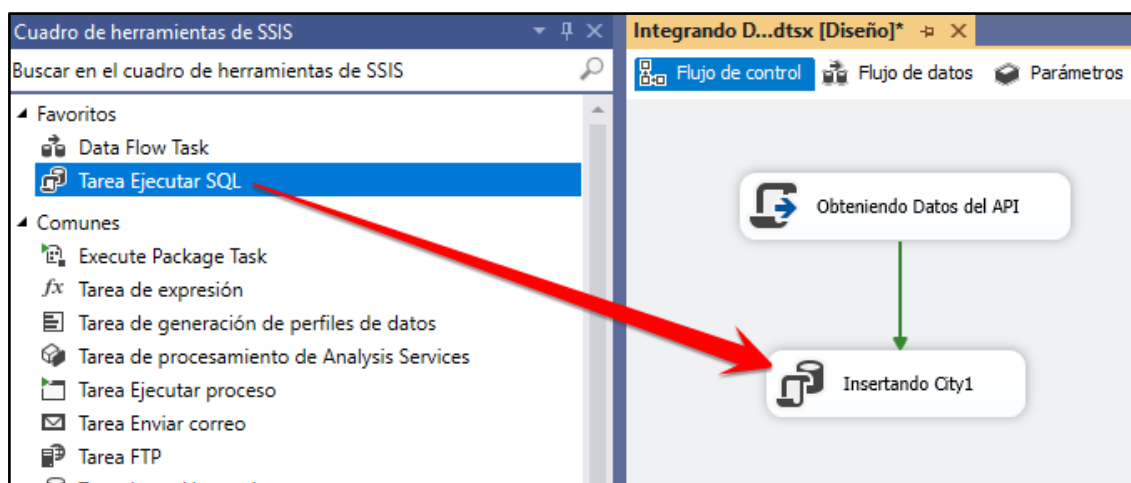 Cuadro de herramientas de SSIS
Buscar en el cuadro de herramientas de SSIS
Favoritos
Data Flow Task
Tarea Ejecutar SQL
Comunes
Execute Package Task
fx Tarea de expresión
Tarea de generación de perfiles de datos
Tarea de procesamiento de Analysis Services
Tarea Ejecutar proceso
Tarea Enviar correo
Tarea FTP
Integrando D...dtsx [Diseño]*
Flujo de control Flujo de datos Parámetros
Obteniendo Datos del API
Insertando City1